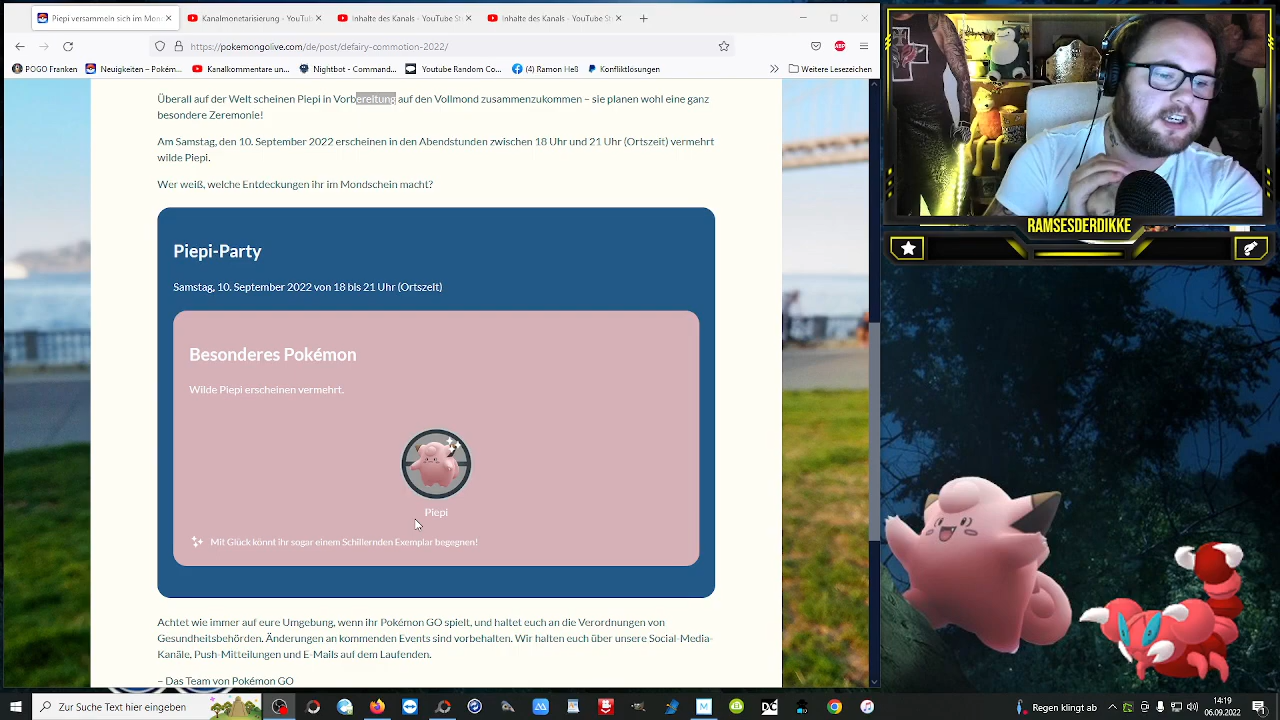 Piepi versammeln sich im Mon
Kanalmonetarisierung - YouTub
Inhalte des Kanals - YouTube St
Inhalte des Kanals - YouTube St
https://pokemongolive.com/de/post/defairy-commotion-2022/
POGO Franken
Neuigkeiten – Pokém...
Kanalkommentare - ...
Nightbot - Command...
Youtube Random Co...
(4) Ramon Heß
Konfliktlösungen
Weitere Lesezeichen
Überall auf der Welt scheinen Piepi in Vorbereitung auf den Vollmond zusammenzukommen – sie planen wohl eine ganz
besondere Zeremonie!
Am Samstag, den 10. September 2022 erscheinen in den Abendstunden zwischen 18 Uhr und 21 Uhr (Ortszeit) vermehrt
wilde Piepi.
Wer weiß, welche Entdeckungen ihr im Mondschein macht?
Piepi-Party
Samstag, 10. September 2022 von 18 bis 21 Uhr (Ortszeit)
Besonderes Pokémon
Wilde Piepi erscheinen vermehrt.
Piepi
Mit Glück könnt ihr sogar einem Schillernden Exemplar begegnen!
Achtet wie immer auf eure Umgebung, wenn ihr Pokémon GO spielt, und haltet euch an die Verordnungen von
Gesundheitsbehörden. Änderungen an kommenden Events sind vorbehalten. Wir halten euch über unsere Social-Media-
Kanäle, Push-Mitteilungen und E-Mails auf dem Laufenden.
– Das Team von Pokémon GO
RAMSESDERDIKKE
Zur Suche Text hier eingeben
Regen kommt
14:19
06.09.2022